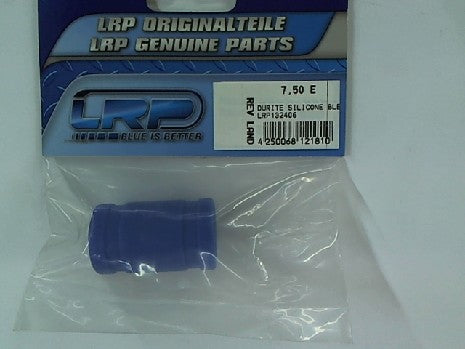 LRP ORIGINALTEILE
LRP GENUINE PARTS
LRP
BLUE IS BETTER
REV LAND
7,50 E
DURITE SILICONE BLE
LRP132406
4 250068 121810